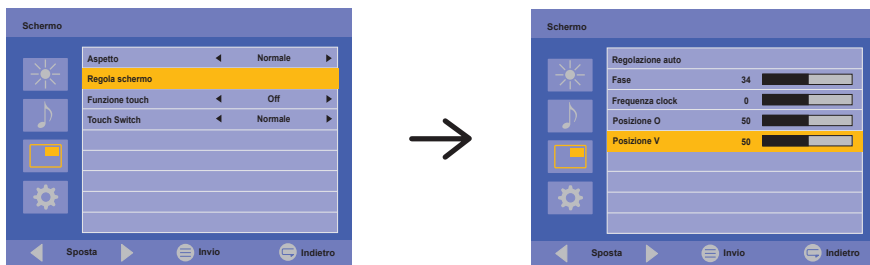 Schermo
Aspetto Normale
Regola schermo
Funzione touch Off
Touch Switch Normale
Sposta Invio Indietro
Schermo
Regolazione auto
Fase 34
Frequenza clock 0
Posizione O 50
Posizione V 50
Sposta Invio Indietro